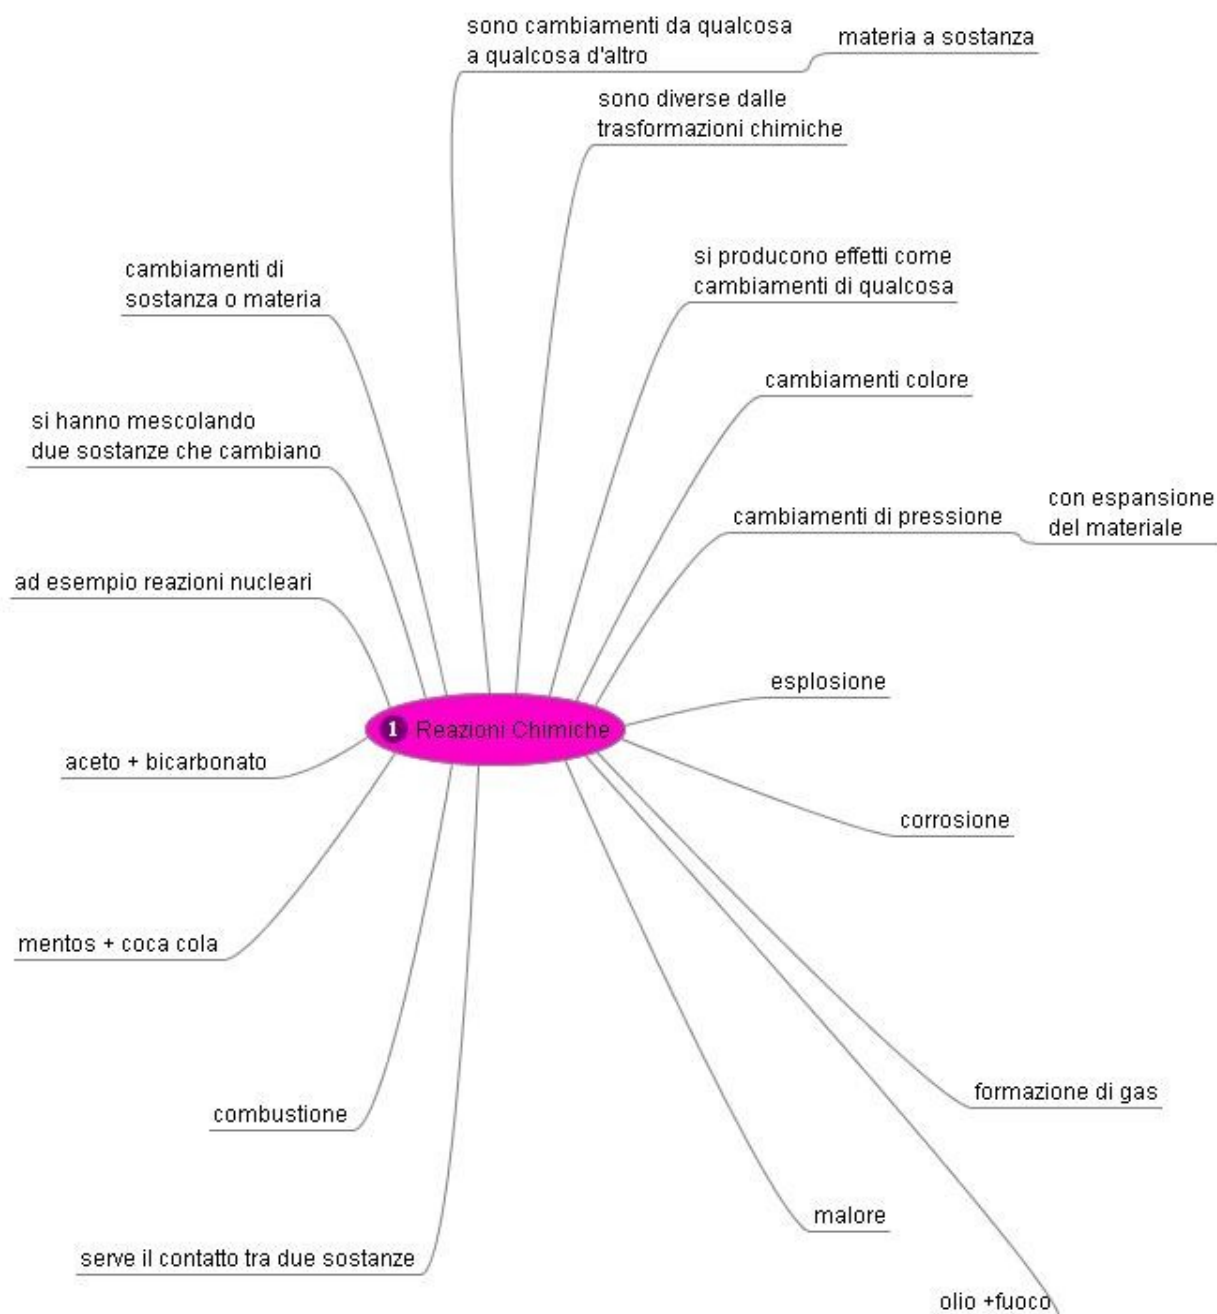 sono cambiamenti da qualcosa
a qualcosa d'altro
materia a sostanza
sono diverse dalle
trasformazioni chimiche
si producono effetti come
cambiamenti di qualcosa
cambiamenti di
sostanza o materia
cambiamenti colore
si hanno mescolando
due sostanze che cambiano
cambiamenti di pressione
con espansione
del materiale
ad esempio reazioni nucleari
esplosione
1 Reazioni Chimiche
aceto + bicarbonato
corrosione
mentos + coca cola
formazione di gas
combustione
malore
serve il contatto tra due sostanze
olio +fuoco